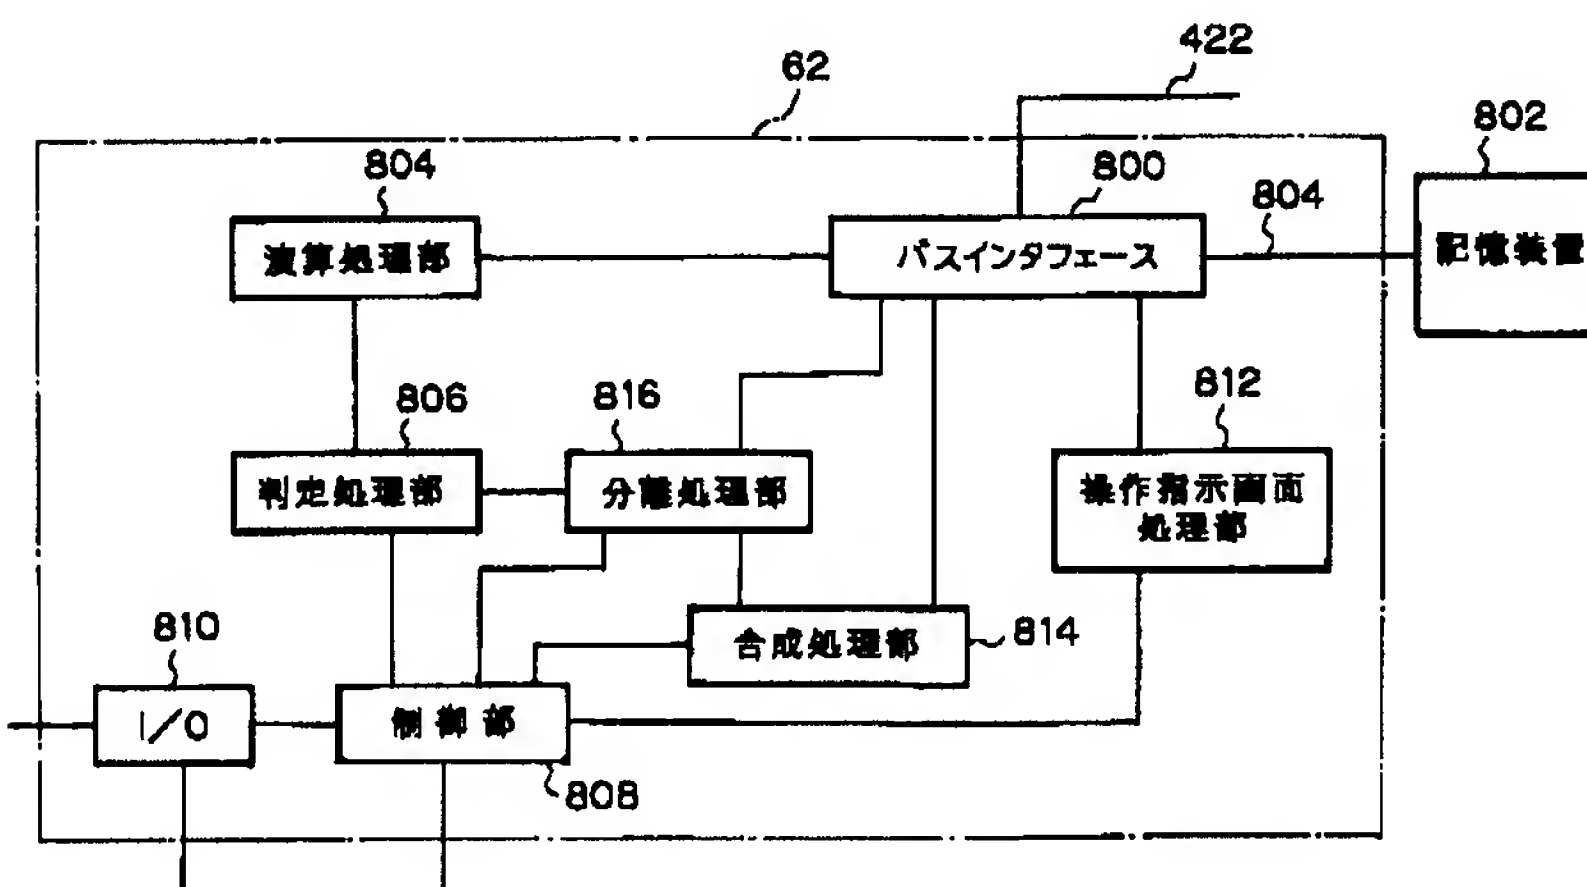 422
62
802
804
800
804
演算処理部
バスインタフェース
記憶装置
806
816
812
判定処理部
分離処理部
操作指示画面
処理部
810
合成処理部
814
I/O
制御部
808